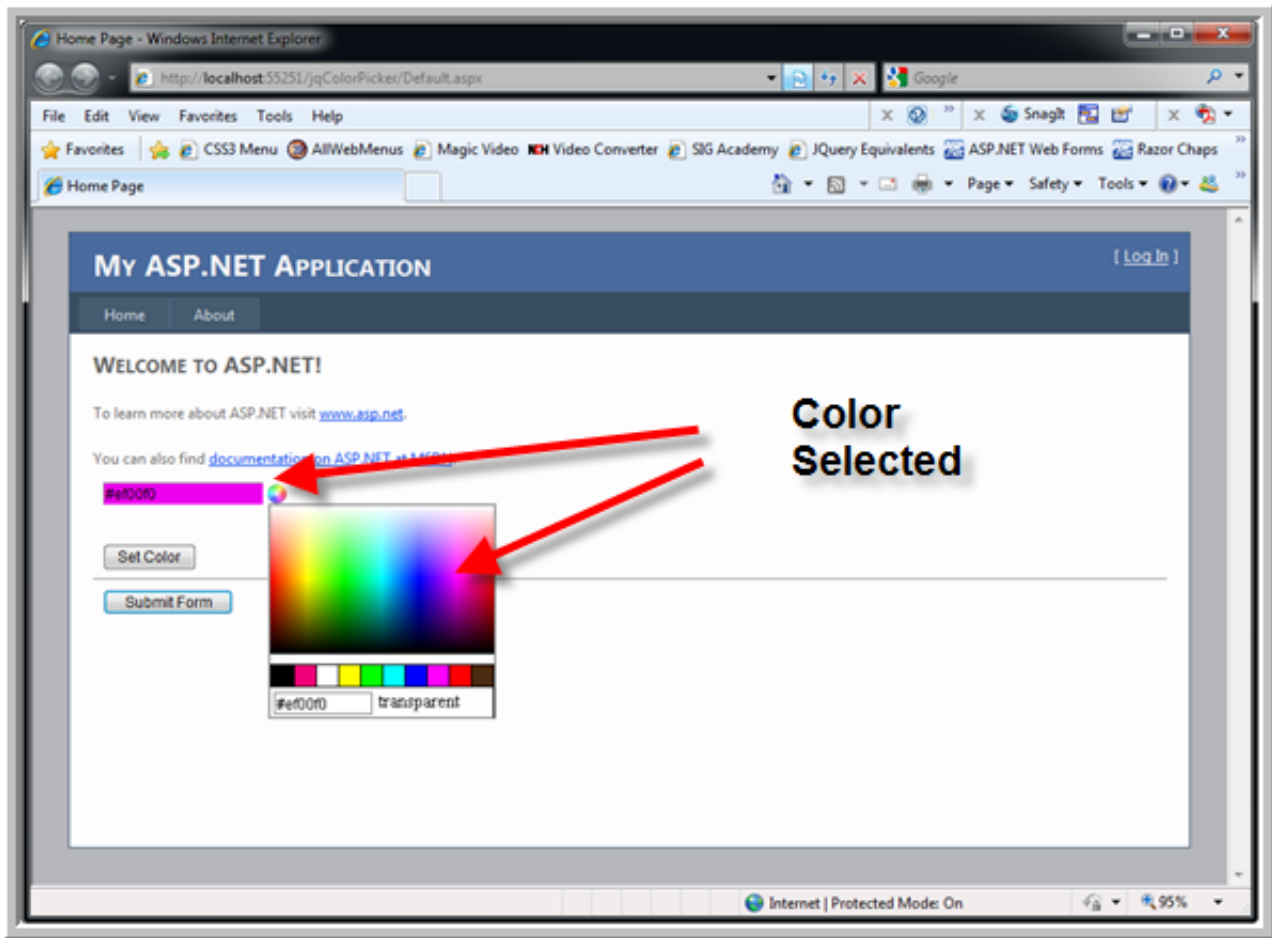 Home Page - Windows Internet Explorer
http://localhost:55251/jqColorPicker/Default.aspx
Google
File Edit View Favorites Tools Help
SnagIt
Favorites CSS3 Menu AllWebMenus Magic Video NCH Video Converter SIG Academy JQuery Equivalents ASP.NET Web Forms Razor Chaps
Home Page
Page Safety Tools
MY ASP.NET APPLICATION
[ Log In ]
Home About
WELCOME TO ASP.NET!
To learn more about ASP.NET visit www.asp.net.
You can also find documentation on ASP.NET at MSDN.
Color
Selected
#ef00f0
Set Color
Submit Form
#ef00f0 transparent
Internet | Protected Mode: On
95%